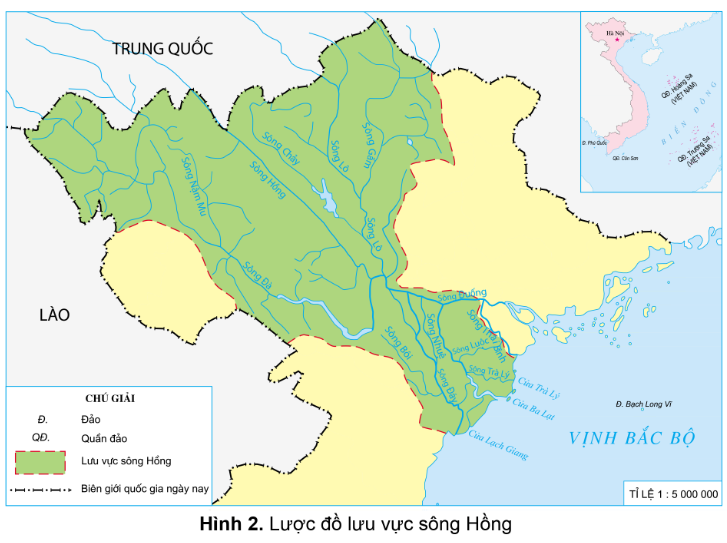 TRUNG QUỐC
Hà Nội
QĐ. Hoàng Sa
(VIỆT NAM)
BIỂN ĐÔNG
Đ. Phú Quốc
QĐ. Côn Sơn
QĐ. Trường Sa
(VIỆT NAM)
Sông Chảy
Sông Lô
Sông Gâm
Sông Hồng
Sông Nậm Mu
Sông Lô
Sông Đà
Sông Đuống
LÀO
Sông Thái Bình
Sông Bôi
Sông Nhuệ
Sông Luộc
Sông Trà Lý
Sông Đáy
Cửa Trà Lý
Cửa Ba Lạt
Cửa Lạch Giang
Đ. Bạch Long Vĩ
VỊNH BẮC BỘ
CHÚ GIẢI
Đ. Đảo
QĐ. Quần đảo
Lưu vực sông Hồng
Biên giới quốc gia ngày nay
TỈ LỆ 1 : 5 000 000
Hình 2. Lược đồ lưu vực sông Hồng